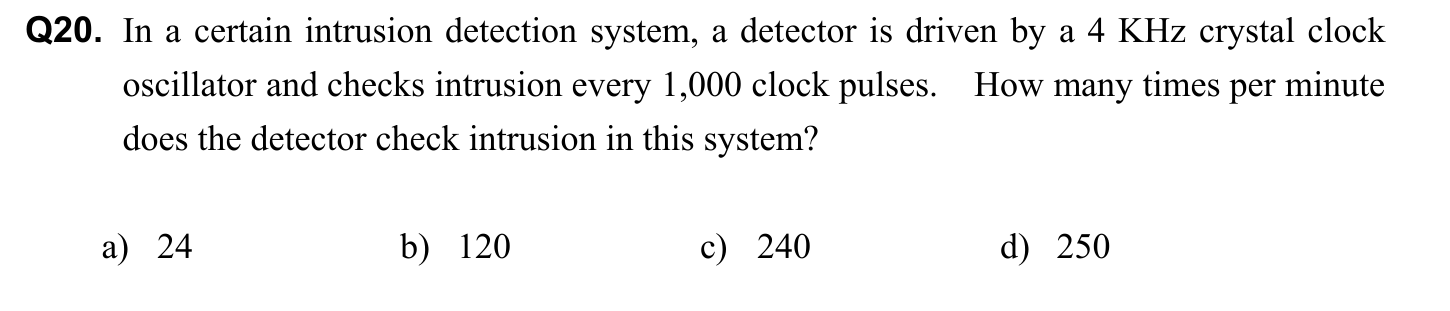 Q20. In a certain intrusion detection system, a detector is driven by a 4 KHz crystal clock
oscillator and checks intrusion every 1,000 clock pulses. How many times per minute
does the detector check intrusion in this system?
a) 24 b) 120 c) 240 d) 250